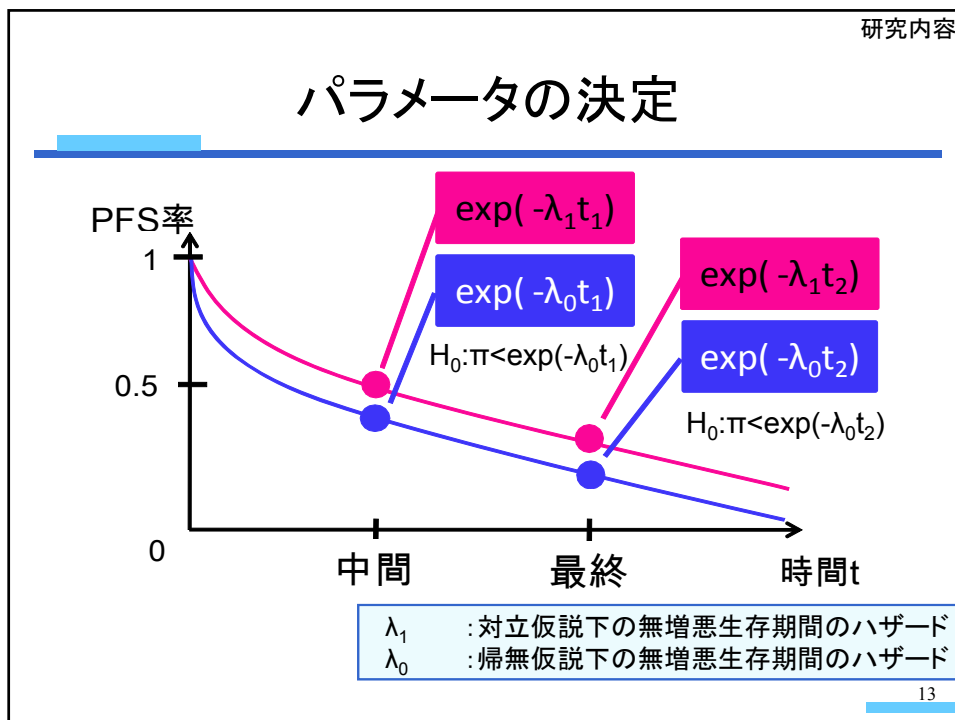 研究内容
パラメータの決定
PFS率
1
0.5
0
exp( -λ₁t₁)
exp( -λ₀t₁)
H₀:π<exp(-λ₀t₁)
exp( -λ₁t₂)
exp( -λ₀t₂)
H₀:π<exp(-λ₀t₂)
中間
最終
時間t
λ₁ :対立仮説下の無増悪生存期間のハザード
λ₀ :帰無仮説下の無増悪生存期間のハザード
13